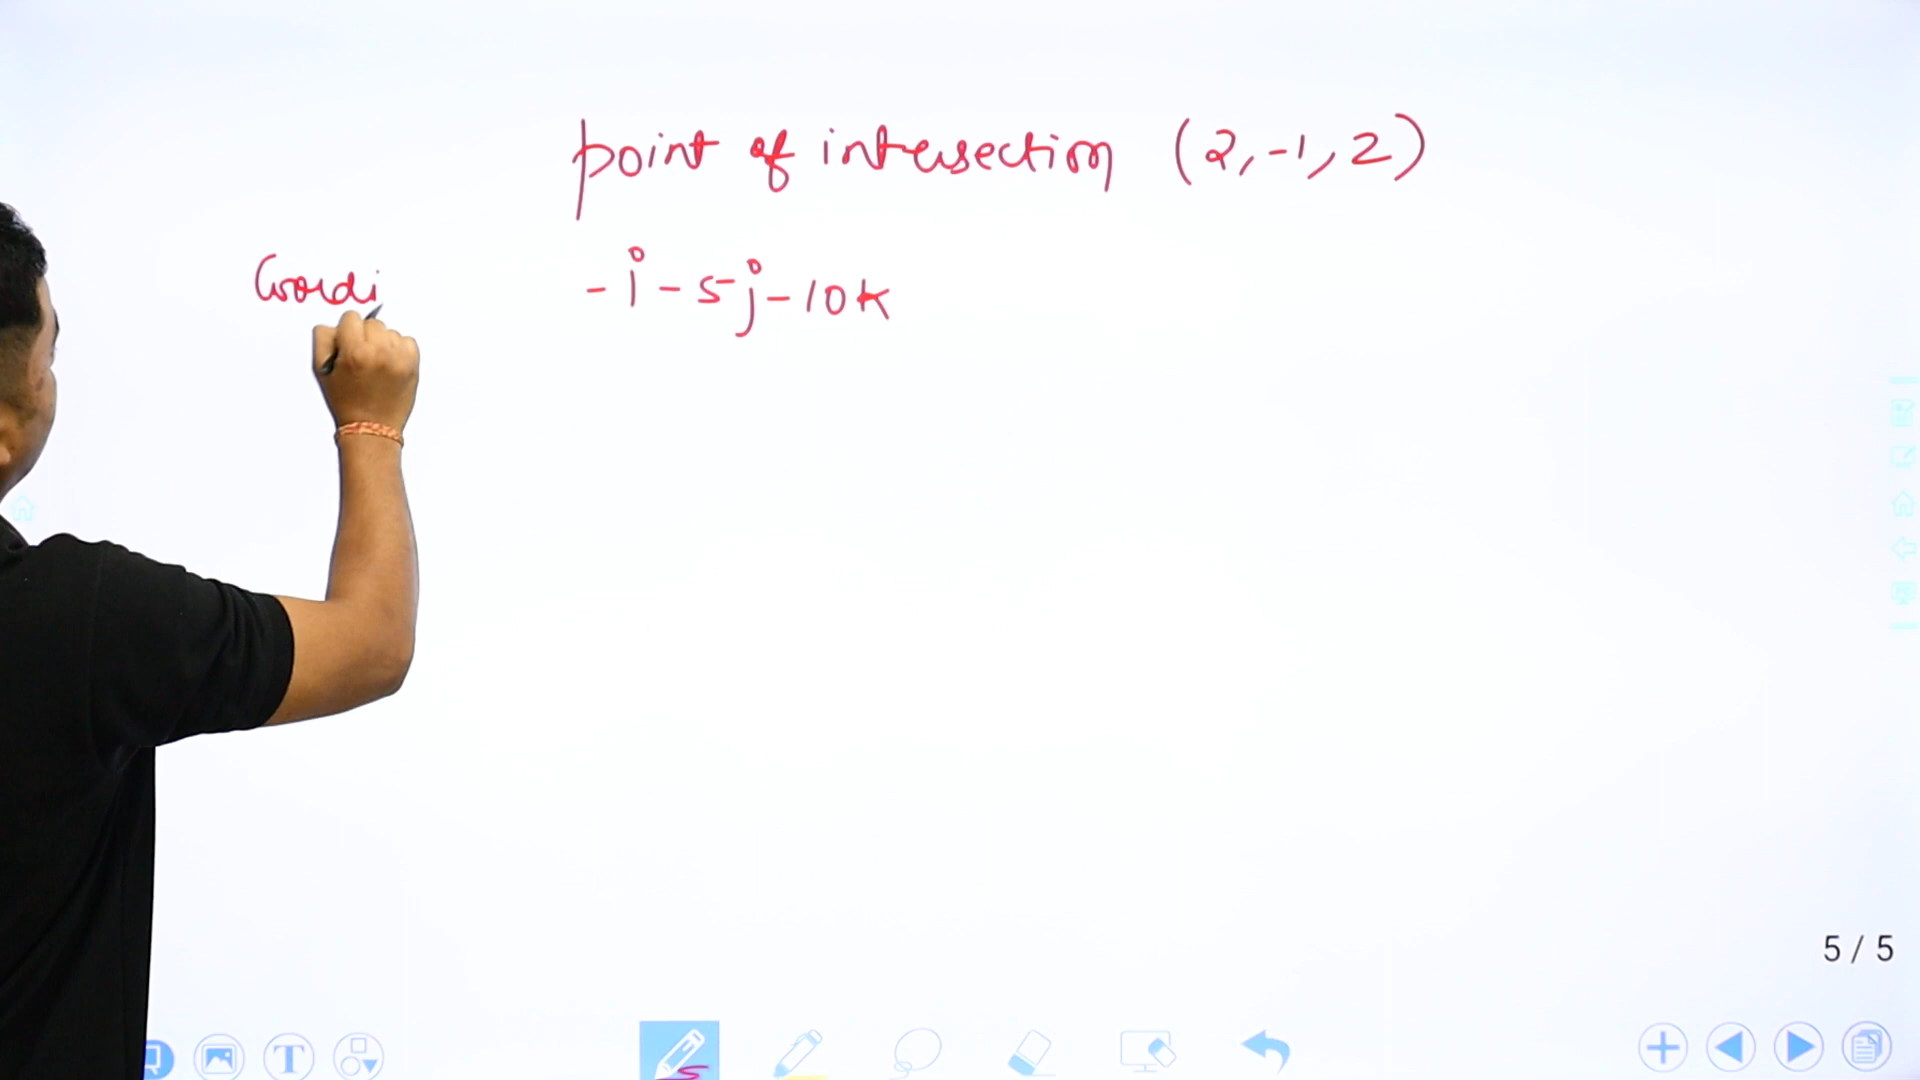 point of intersection (2, -1, 2)
Coordi -i - 5j - 10k
5 / 5
T